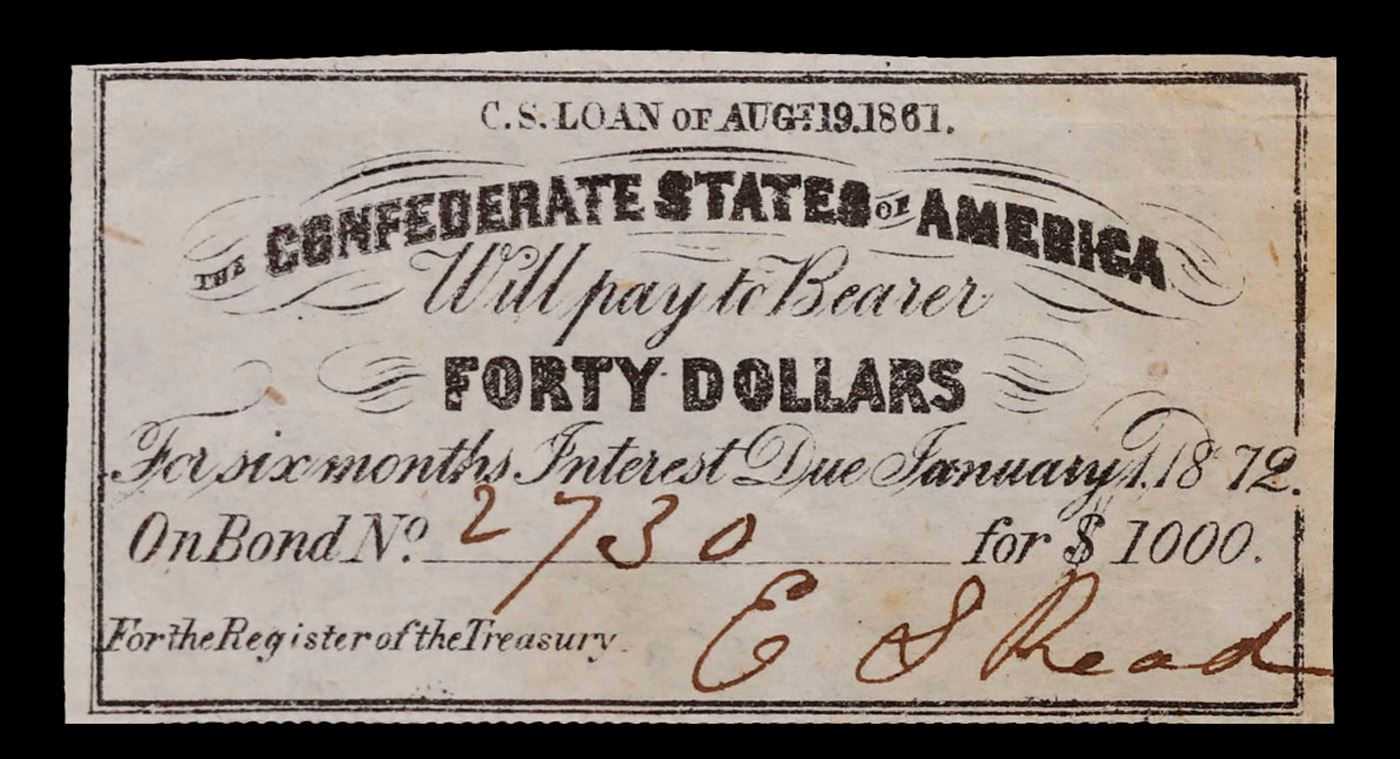 C.S. LOAN OF AUGT. 19. 1861.
THE CONFEDERATE STATES OF AMERICA
Will pay to Bearer
FORTY DOLLARS
For six months Interest Due January 1, 1872.
On Bond No. 2730 for $ 1000.
For the Register of the Treasury. E S Read